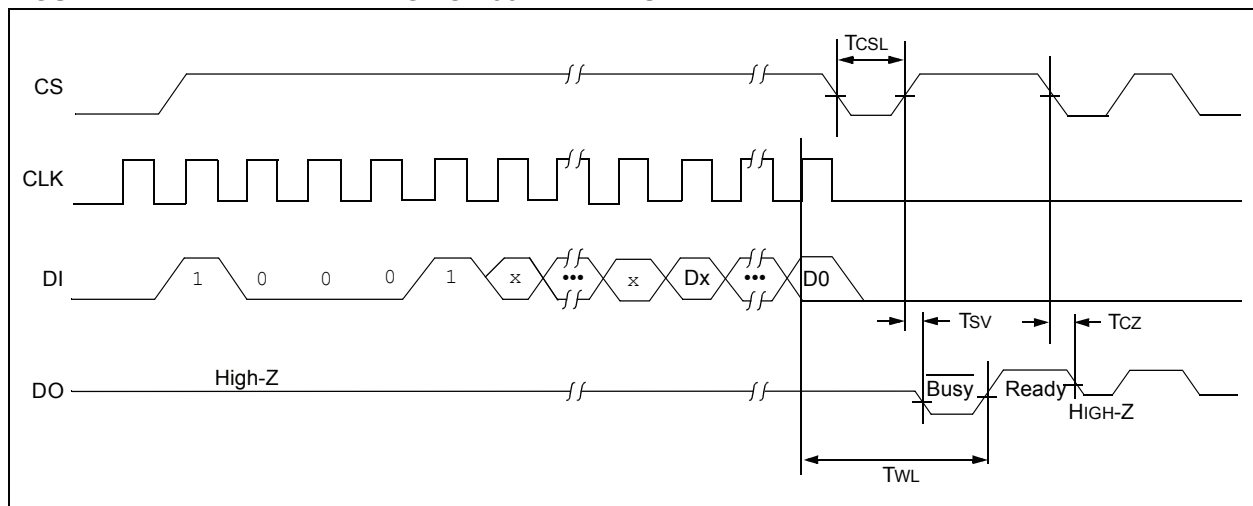 TCSL
CS
CLK
DI 1 0 0 0 1 x ••• x Dx ••• D0
TSV TCZ
High-Z
DO Busy Ready
HIGH-Z
TWL